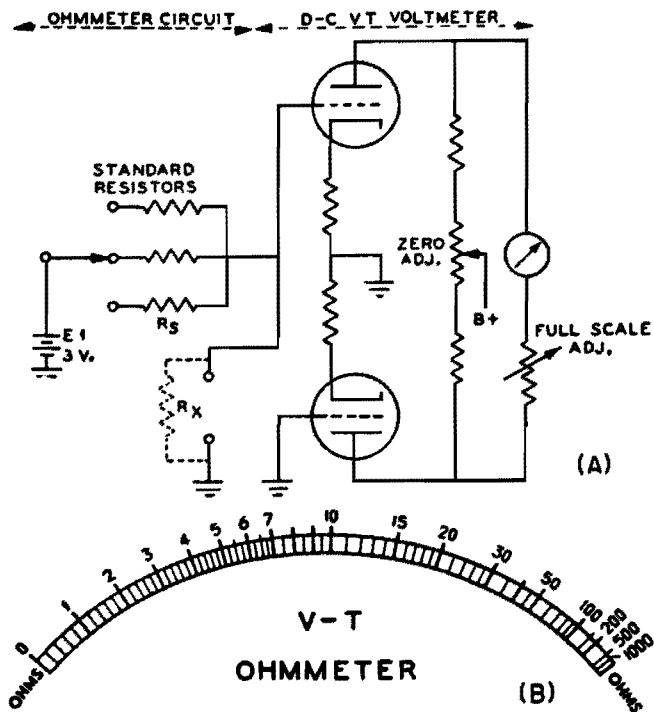 OHMMETER CIRCUIT D-C V.T. VOLTMETER
STANDARD
RESISTORS
RS
E1
3 V.
RX
ZERO
ADJ.
B+
FULL SCALE
ADJ.
(A)
0 1 2 3 4 5 6 7 10 15 20 30 50 100 200 500 1000
OHMS OHMS
V-T
OHMMETER
(B)